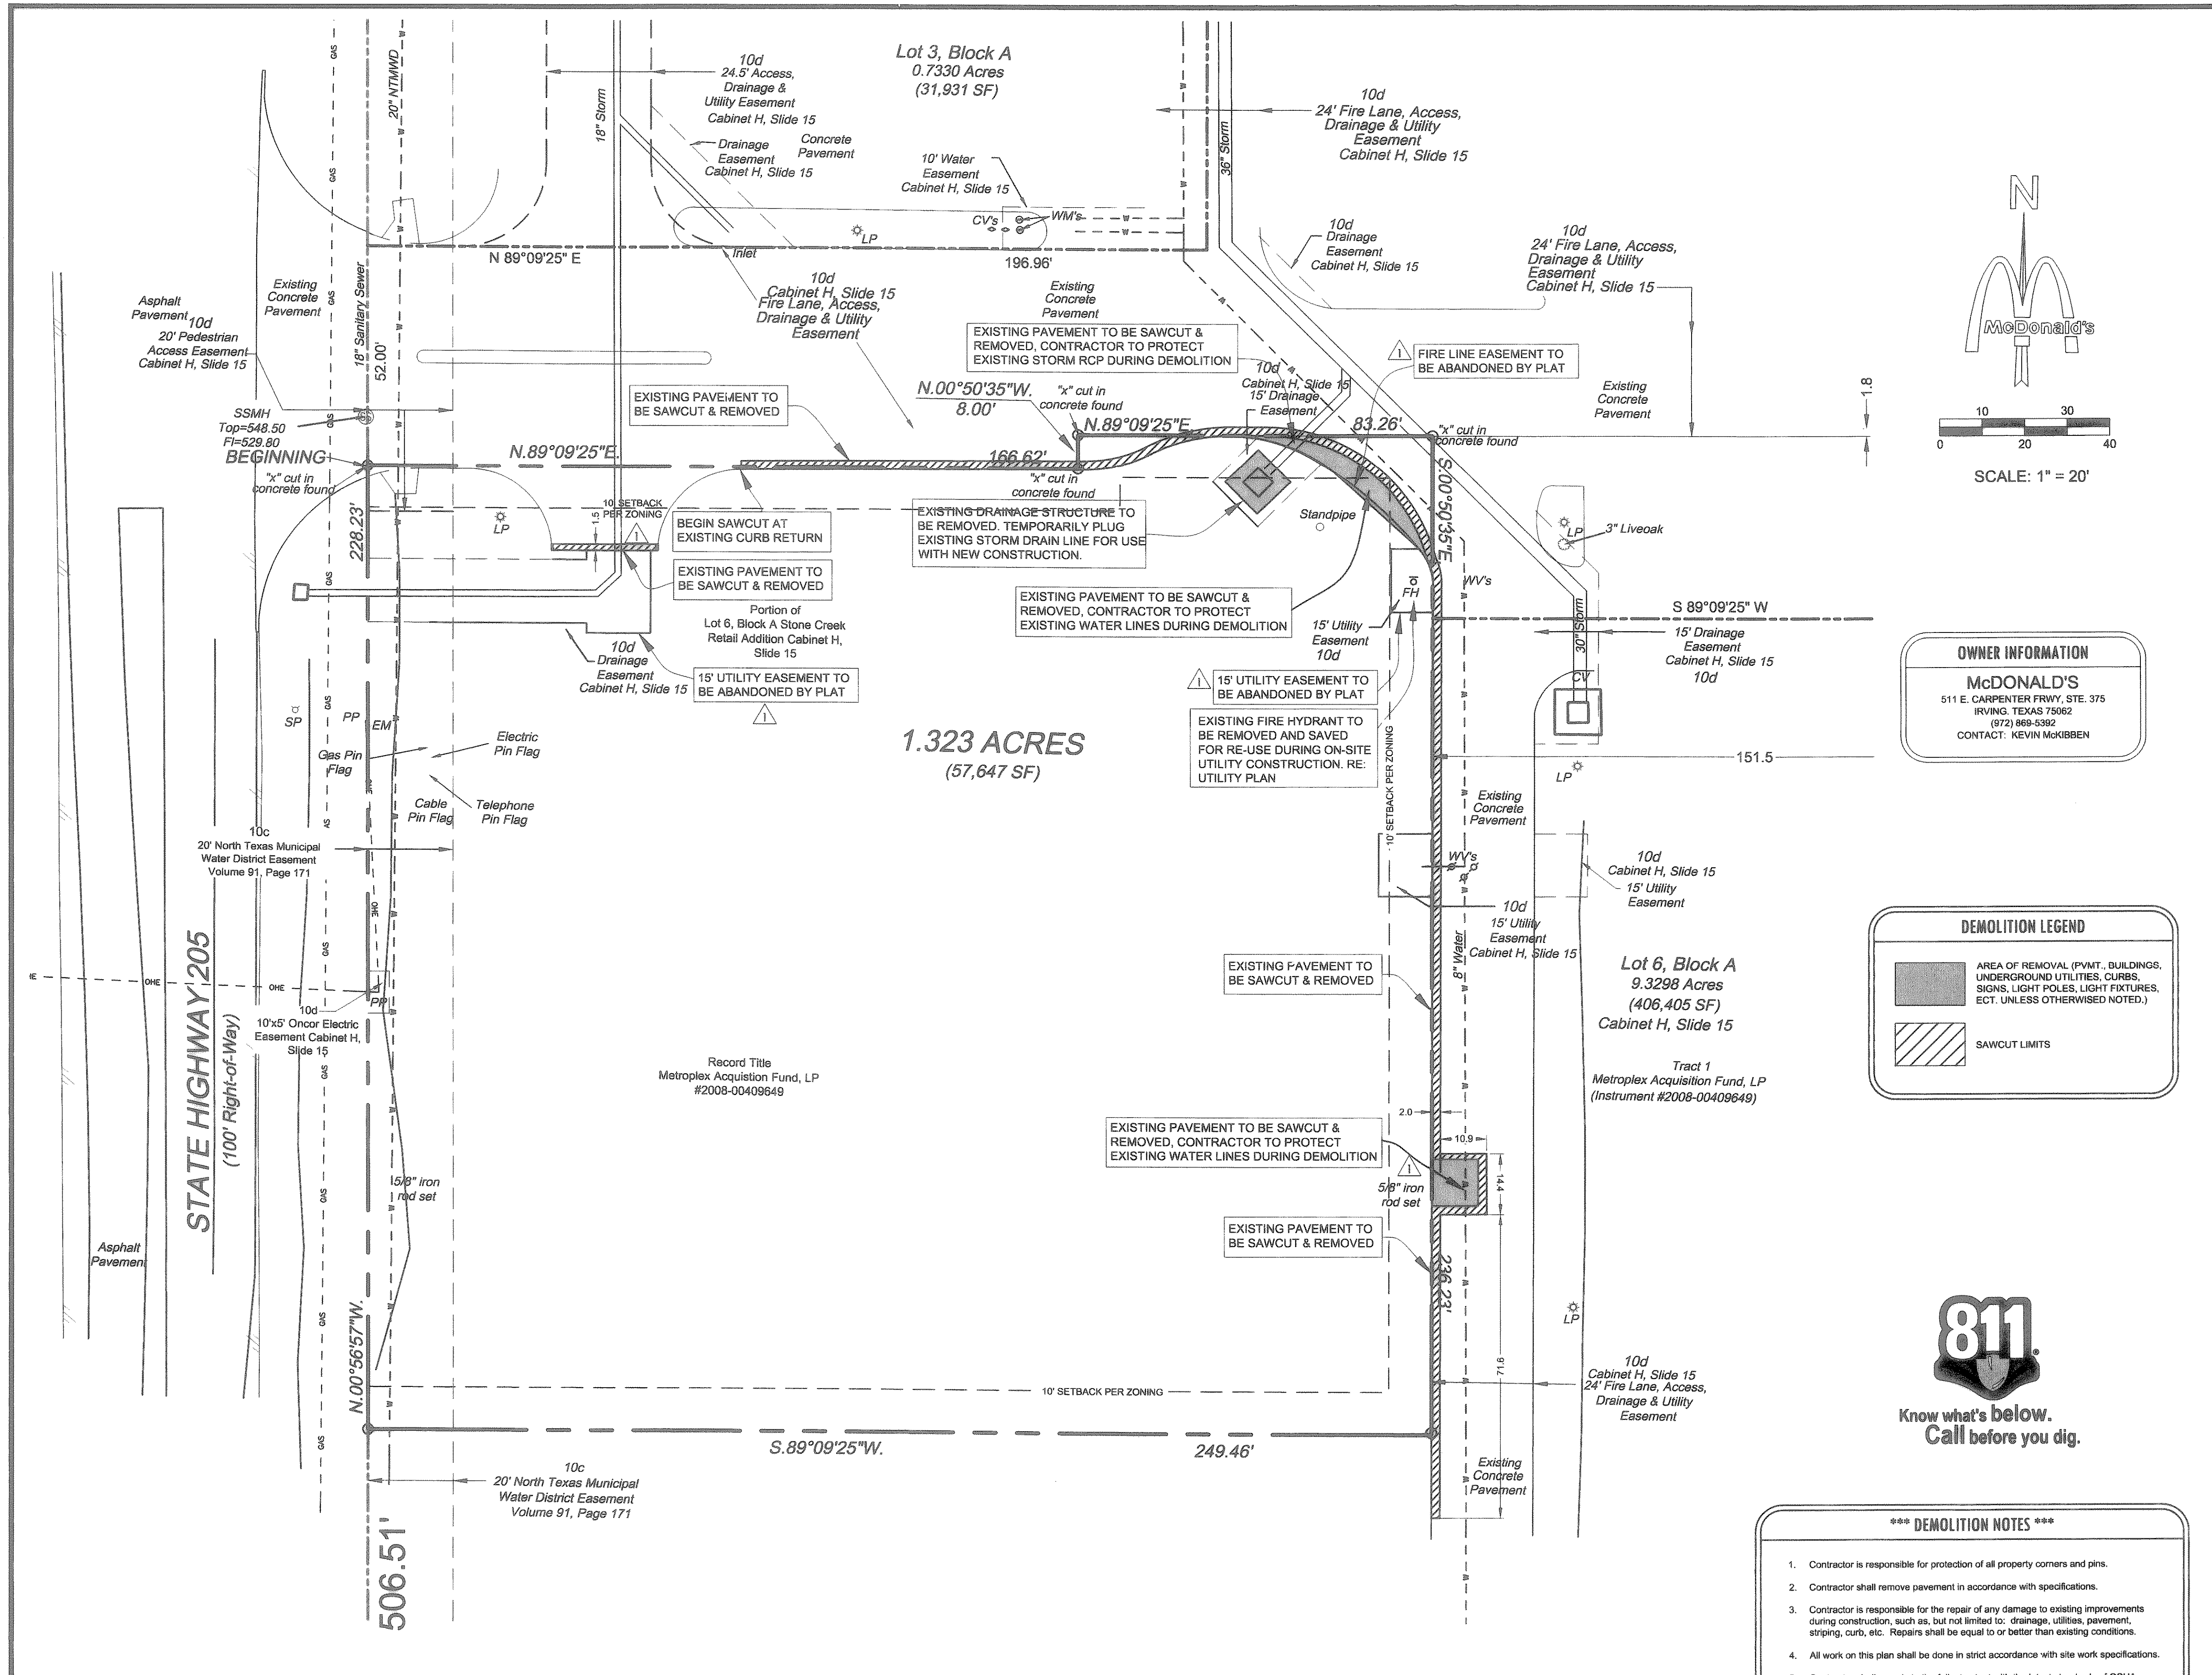 Lot 3, Block A
0.7330 Acres
(31,931 SF)
10d
24.5' Access,
Drainage &
Utility Easement
Cabinet H, Slide 15
Drainage
Easement
Cabinet H, Slide 15
Concrete
Pavement
10' Water
Easement
Cabinet H, Slide 15
CV's
WM's
LP
Inlet
18" Storm
36" Storm
20" NTMWD
GAS
GAS
GAS
10d
24' Fire Lane, Access,
Drainage & Utility
Easement
Cabinet H, Slide 15
10d
Drainage
Easement
Cabinet H, Slide 15
10d
24' Fire Lane, Access,
Drainage & Utility
Easement
Cabinet H, Slide 15
N
McDonald's
10 30
0 20 40
SCALE: 1" = 20'
1.8
N 89°09'25" E
196.96'
10d
Cabinet H, Slide 15
Fire Lane, Access,
Drainage & Utility
Easement
Existing
Concrete
Pavement
Asphalt
Pavement
Existing
Concrete
Pavement
10d
20' Pedestrian
Access Easement
Cabinet H, Slide 15
18" Sanitary Sewer
52.00'
SSMH
Top=548.50
Fl=529.80
BEGINNING
"x" cut in
concrete found
EXISTING PAVEMENT TO BE SAWCUT &
REMOVED, CONTRACTOR TO PROTECT
EXISTING STORM RCP DURING DEMOLITION
1
FIRE LINE EASEMENT TO
BE ABANDONED BY PLAT
10d
Cabinet H, Slide 15
15' Drainage
Easement
Existing
Concrete
Pavement
EXISTING PAVEMENT TO
BE SAWCUT & REMOVED
N.00°50'35"W.
8.00'
"x" cut in
concrete found
N.89°09'25"E
83.26'
"x" cut in
concrete found
N.89°09'25"E.
166.62'
"x" cut in
concrete found
S.00°50'35"E
228.23'
10' SETBACK
PER ZONING
1.5
1
LP
BEGIN SAWCUT AT
EXISTING CURB RETURN
EXISTING DRAINAGE STRUCTURE TO
BE REMOVED. TEMPORARILY PLUG
EXISTING STORM DRAIN LINE FOR USE
WITH NEW CONSTRUCTION.
Standpipe
LP
3" Liveoak
EXISTING PAVEMENT TO
BE SAWCUT & REMOVED
Portion of
Lot 6, Block A Stone Creek
Retail Addition Cabinet H,
Slide 15
EXISTING PAVEMENT TO BE SAWCUT &
REMOVED, CONTRACTOR TO PROTECT
EXISTING WATER LINES DURING DEMOLITION
FH
WV's
15' Utility
Easement
10d
S 89°09'25" W
30" Storm
15' Drainage
Easement
Cabinet H, Slide 15
10d
10d
Drainage
Easement
Cabinet H, Slide 15
15' UTILITY EASEMENT TO
BE ABANDONED BY PLAT
1
1
15' UTILITY EASEMENT TO
BE ABANDONED BY PLAT
EXISTING FIRE HYDRANT TO
BE REMOVED AND SAVED
FOR RE-USE DURING ON-SITE
UTILITY CONSTRUCTION. RE:
UTILITY PLAN
CV
OWNER INFORMATION
McDONALD'S
511 E. CARPENTER FRWY, STE. 375
IRVING. TEXAS 75062
(972) 869-5392
CONTACT: KEVIN McKIBBEN
SP
PP
EM
Gas Pin
Flag
Electric
Pin Flag
Cable
Pin Flag
Telephone
Pin Flag
1.323 ACRES
(57,647 SF)
151.5
LP
10' SETBACK PER ZONING
Existing
Concrete
Pavement
10c
20' North Texas Municipal
Water District Easement
Volume 91, Page 171
OHE
OHE
WV's
10d
Cabinet H, Slide 15
15' Utility
Easement
10d
15' Utility
Easement
Cabinet H, Slide 15
8" Water
DEMOLITION LEGEND
AREA OF REMOVAL (PVMT., BUILDINGS,
UNDERGROUND UTILITIES, CURBS,
SIGNS, LIGHT POLES, LIGHT FIXTURES,
ECT. UNLESS OTHERWISED NOTED.)
SAWCUT LIMITS
STATE HIGHWAY 205
(100' Right-of-Way)
OHE
OHE
PP
10d
10'x5' Oncor Electric
Easement Cabinet H,
Slide 15
EXISTING PAVEMENT TO
BE SAWCUT & REMOVED
Lot 6, Block A
9.3298 Acres
(406,405 SF)
Cabinet H, Slide 15
Record Title
Metroplex Acquistion Fund, LP
#2008-00409649
Tract 1
Metroplex Acquisition Fund, LP
(Instrument #2008-00409649)
2.0
10.9
14.4
EXISTING PAVEMENT TO BE SAWCUT &
REMOVED, CONTRACTOR TO PROTECT
EXISTING WATER LINES DURING DEMOLITION
1
5/8" iron
rod set
5/8" iron
rod set
Asphalt
Pavement
EXISTING PAVEMENT TO
BE SAWCUT & REMOVED
236.23'
71.6
LP
N.00°56'57"W.
10' SETBACK PER ZONING
10d
Cabinet H, Slide 15
24' Fire Lane, Access,
Drainage & Utility
Easement
S.89°09'25"W.
249.46'
811
Know what's below.
Call before you dig.
10c
20' North Texas Municipal
Water District Easement
Volume 91, Page 171
506.51'
Existing
Concrete
Pavement
*** DEMOLITION NOTES ***
1. Contractor is responsible for protection of all property corners and pins.
2. Contractor shall remove pavement in accordance with specifications.
3. Contractor is responsible for the repair of any damage to existing improvements
during construction, such as, but not limited to: drainage, utilities, pavement,
striping, curb, etc. Repairs shall be equal to or better than existing conditions.
4. All work on this plan shall be done in strict accordance with site work specifications.